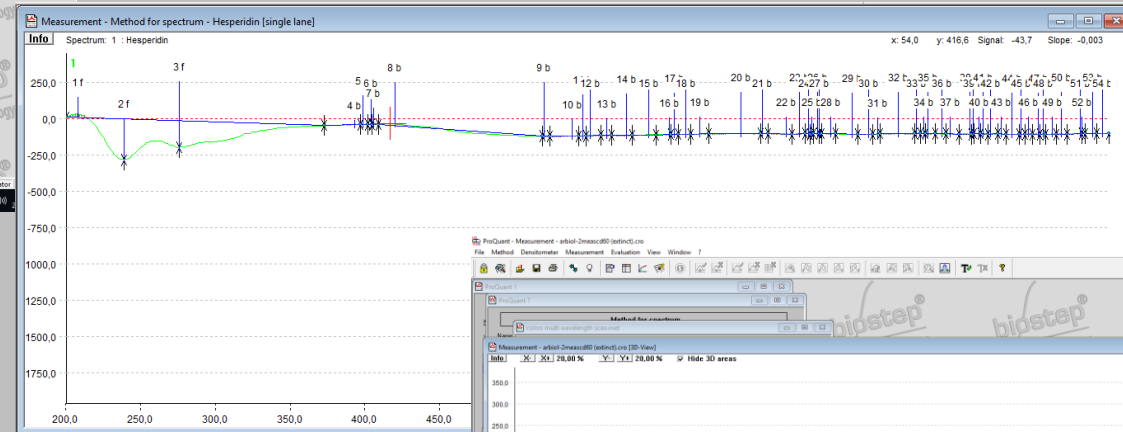 Measurement - Method for spectrum - Hesperidin [single lane]
Info Spectrum: 1 : Hesperidin x: 54,0 y: 416,6 Signal: -43,7 Slope: -0,003
1
1 f 2 f 3 f 4 b 5 6 b 7 b 8 b 9 b 10 b 12 b 13 b 14 b 15 b 16 b 17 18 b 19 b 20 b 21 b 22 b 25 27 b 28 b 29 b 30 b 31 b 32 b 34 b 35 37 b 40 b 42 b 43 b 45 b 46 b 48 b 49 b 50 b 52 b 54 b
250,0
0,0
-250,0
-500,0
-750,0
1000,0
1250,0
1500,0
1750,0
200,0 250,0 300,0 350,0 400,0 450,0
ProQuant - Measurement - arbiol-2meascd60 (extinct).cro
File Method Densitometer Measurement Evaluation View Window ?
ProQuant 1
ProQuant ?
Method for spectrum
colors multi wavelength scan.met
Measurement - arbiol-2meascd60 (extinct).cro [3D-View]
Info X- X+ 20,00 % Y- Y+ 20,00 % Hide 3D areas
350,0
300,0
250,0
biostep®
biostep®